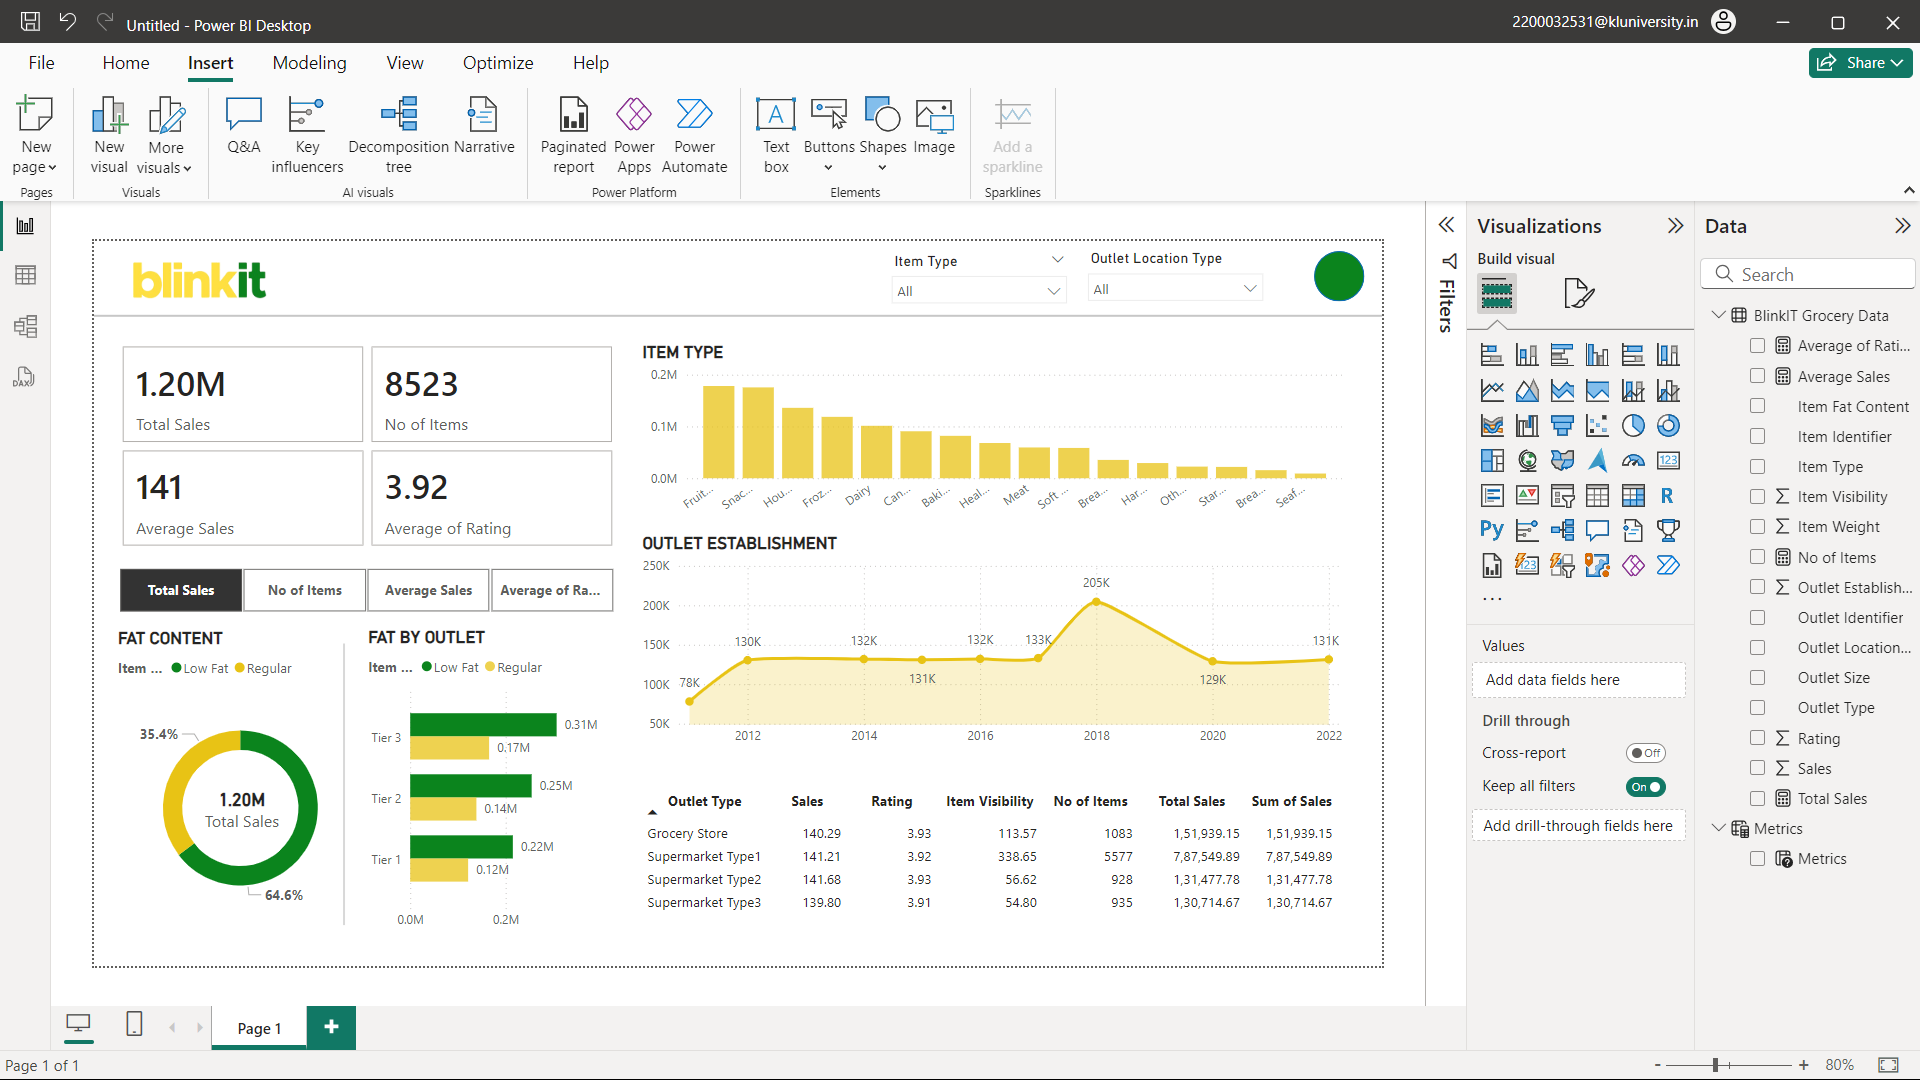 Untitled - Power BI Desktop
2200032531@kluniversity.in
File Home Insert Modeling View Optimize Help
Share
New page
New visual
More visuals
Q&A
Key influencers
Decomposition tree
Narrative
Paginated report
Power Apps
Power Automate
Text box
Buttons
Shapes
Image
Add a sparkline
Pages
Visuals
AI visuals
Power Platform
Elements
Sparklines
blinkit
Item Type
All
Outlet Location Type
All
1.20M
Total Sales
8523
No of Items
141
Average Sales
3.92
Average of Rating
Total Sales
No of Items
Average Sales
Average of Ra...
FAT CONTENT
Item ... Low Fat Regular
35.4%
1.20M
Total Sales
64.6%
FAT BY OUTLET
Item ... Low Fat Regular
Tier 3 0.31M
0.17M
Tier 2 0.25M
0.14M
Tier 1 0.22M
0.12M
0.0M 0.2M
ITEM TYPE
0.2M
0.1M
0.0M
Fruit... Snac... Hou... Froz... Dairy Can... Baki... Heal... Meat Soft ... Brea... Har... Oth... Star... Brea... Seaf...
OUTLET ESTABLISHMENT
250K
200K
150K
100K
50K
78K 130K 132K 131K 132K 133K 205K 129K 131K
2012 2014 2016 2018 2020 2022
Outlet Type Sales Rating Item Visibility No of Items Total Sales Sum of Sales
Grocery Store 140.29 3.93 113.57 1083 1,51,939.15 1,51,939.15
Supermarket Type1 141.21 3.92 338.65 5577 7,87,549.89 7,87,549.89
Supermarket Type2 141.68 3.93 56.62 928 1,31,477.78 1,31,477.78
Supermarket Type3 139.80 3.91 54.80 935 1,30,714.67 1,30,714.67
Filters
Visualizations
Build visual
123
R
Py
123
...
Values
Add data fields here
Drill through
Cross-report
Off
Keep all filters
On
Add drill-through fields here
Data
Search
BlinkIT Grocery Data
Average of Rati...
Average Sales
Item Fat Content
Item Identifier
Item Type
Item Visibility
Item Weight
No of Items
Outlet Establish...
Outlet Identifier
Outlet Location...
Outlet Size
Outlet Type
Rating
Sales
Total Sales
Metrics
Metrics
DAX
Page 1
Page 1 of 1
- + 80%